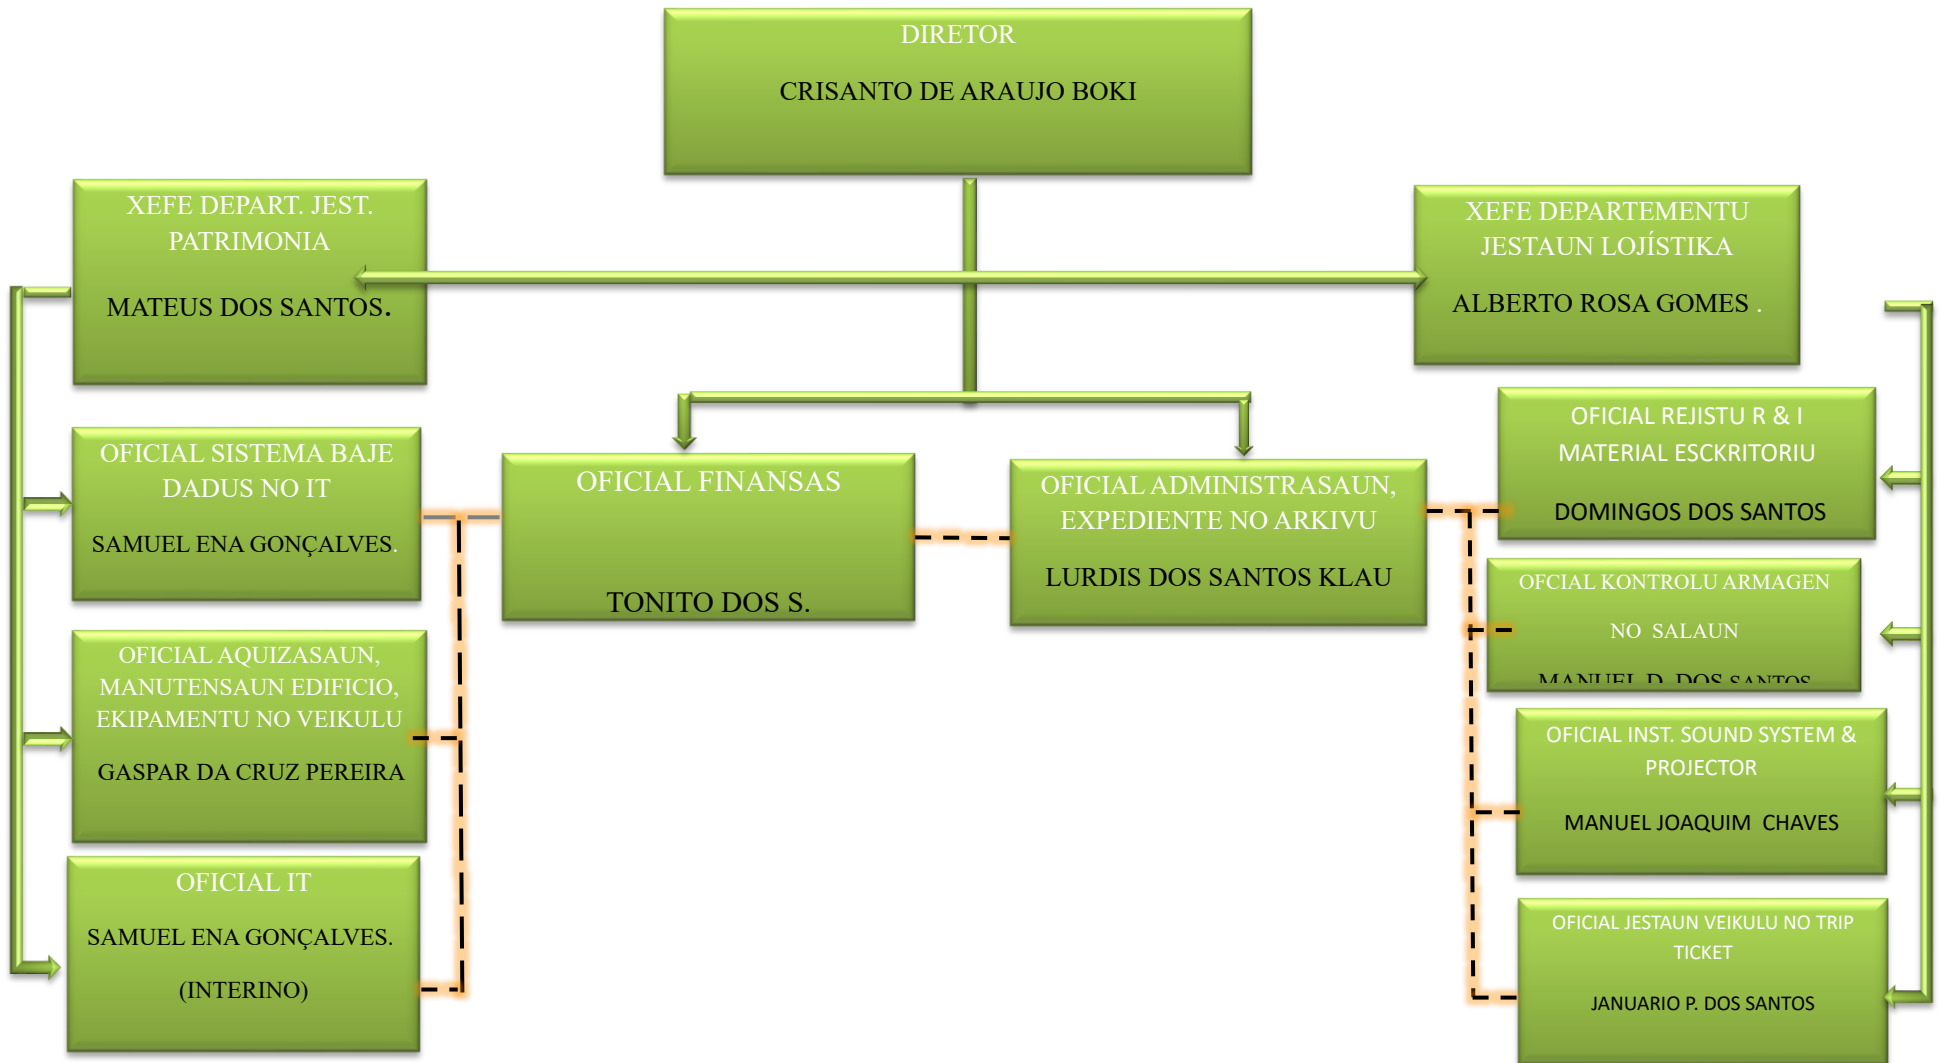 DIRETOR
CRISANTO DE ARAUJO BOKI
XEFE DEPART. JEST.
PATRIMONIA
MATEUS DOS SANTOS.
XEFE DEPARTEMENTU
JESTAUN LOJÍSTIKA
ALBERTO ROSA GOMES .
OFICIAL SISTEMA BAJE
DADUS NO IT
SAMUEL ENA GONÇALVES.
OFICIAL FINANSAS
TONITO DOS S.
OFICIAL ADMINISTRASAUN,
EXPEDIENTE NO ARKIVU
LURDIS DOS SANTOS KLAU
OFICIAL REJISTU R & I
MATERIAL ESCKRITORIU
DOMINGOS DOS SANTOS
OFCIAL KONTROLU ARMAGEN
NO SALAUN
MANUEL D. DOS SANTOS
OFICIAL AQUIZASAUN,
MANUTENSAUN EDIFICIO,
EKIPAMENTU NO VEIKULU
GASPAR DA CRUZ PEREIRA
OFICIAL INST. SOUND SYSTEM &
PROJECTOR
MANUEL JOAQUIM CHAVES
OFICIAL IT
SAMUEL ENA GONÇALVES.
(INTERINO)
OFICIAL JESTAUN VEIKULU NO TRIP
TICKET
JANUARIO P. DOS SANTOS